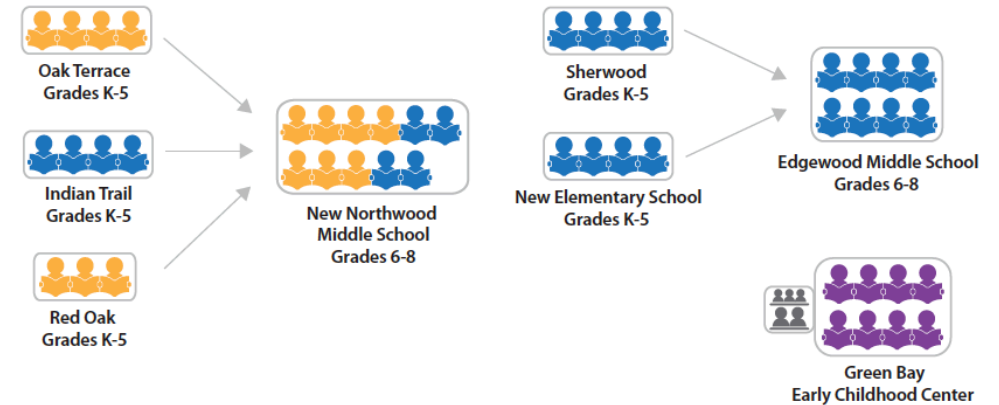 Oak Terrace
Grades K-5
Indian Trail
Grades K-5
Red Oak
Grades K-5
New Northwood
Middle School
Grades 6-8
Sherwood
Grades K-5
New Elementary School
Grades K-5
Edgewood Middle School
Grades 6-8
Green Bay
Early Childhood Center